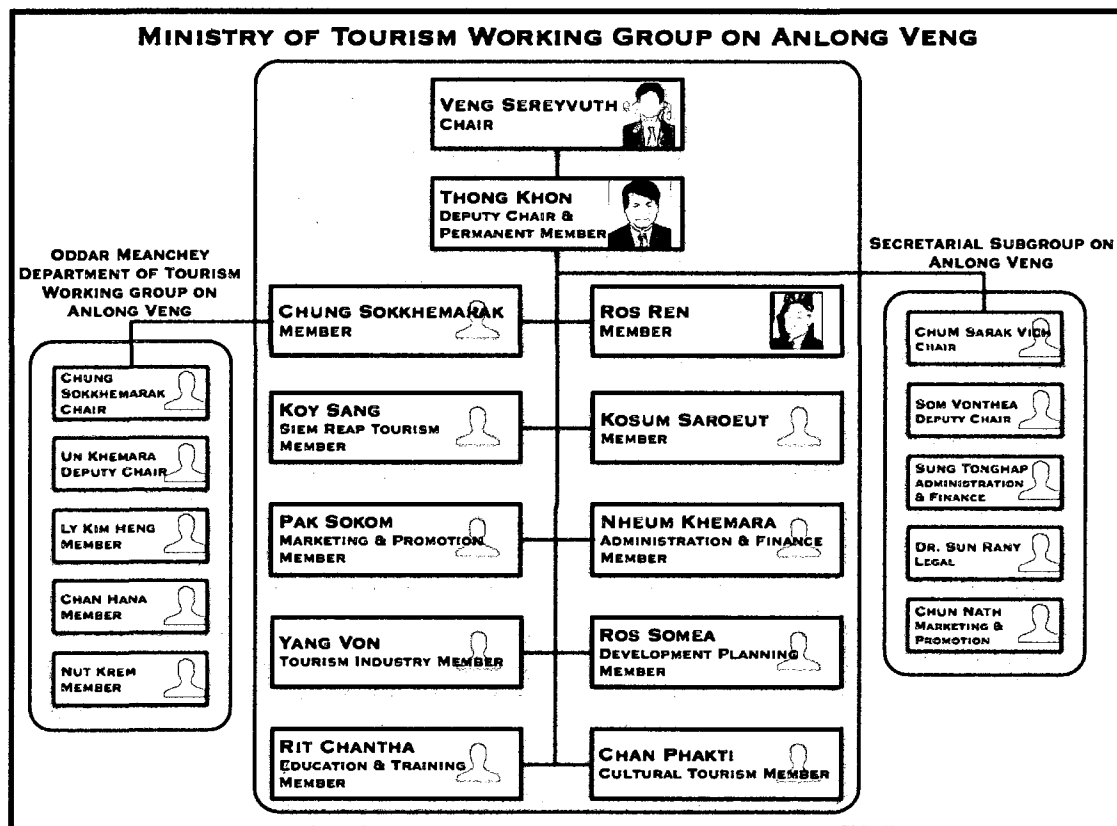 MINISTRY OF TOURISM WORKING GROUP ON ANLONG VENG
VENG SEREYVUTH
CHAIR
THONG KHON
DEPUTY CHAIR &
PERMANENT MEMBER
ODDAR MEANCHEY
DEPARTMENT OF TOURISM
WORKING GROUP ON
ANLONG VENG
CHUNG
SOKKHEMARAK
CHAIR
UN KHEMARA
DEPUTY CHAIR
LY KIM HENG
MEMBER
CHAN HANA
MEMBER
NUT KREM
MEMBER
CHUNG SOKKHEMARAK
MEMBER
ROS REN
MEMBER
KOY SANG
SIEM REAP TOURISM
MEMBER
KOSUM SAROEUT
MEMBER
PAK SOKOM
MARKETING & PROMOTION
MEMBER
NHEUM KHEMARA
ADMINISTRATION & FINANCE
MEMBER
YANG VON
TOURISM INDUSTRY MEMBER
ROS SOMEA
DEVELOPMENT PLANNING
MEMBER
RIT CHANTHA
EDUCATION & TRAINING
MEMBER
CHAN PHAKTI
CULTURAL TOURISM MEMBER
SECRETARIAL SUBGROUP ON
ANLONG VENG
CHUM SARAK VICH
CHAIR
SOM VONTHEA
DEPUTY CHAIR
SUNG TONGHAP
ADMINISTRATION
& FINANCE
DR. SUN RANY
LEGAL
CHUN NATH
MARKETING &
PROMOTION